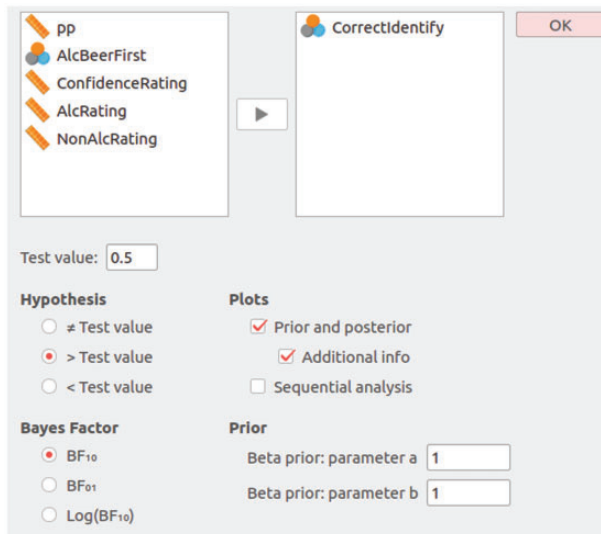 pp
AlcBeerFirst
ConfidenceRating
AlcRating
NonAlcRating
CorrectIdentify
OK
Test value: 0.5
Hypothesis
≠ Test value
> Test value
< Test value
Plots
Prior and posterior
Additional info
Sequential analysis
Bayes Factor
BF₁₀
BF₀₁
Log(BF₁₀)
Prior
Beta prior: parameter a 1
Beta prior: parameter b 1